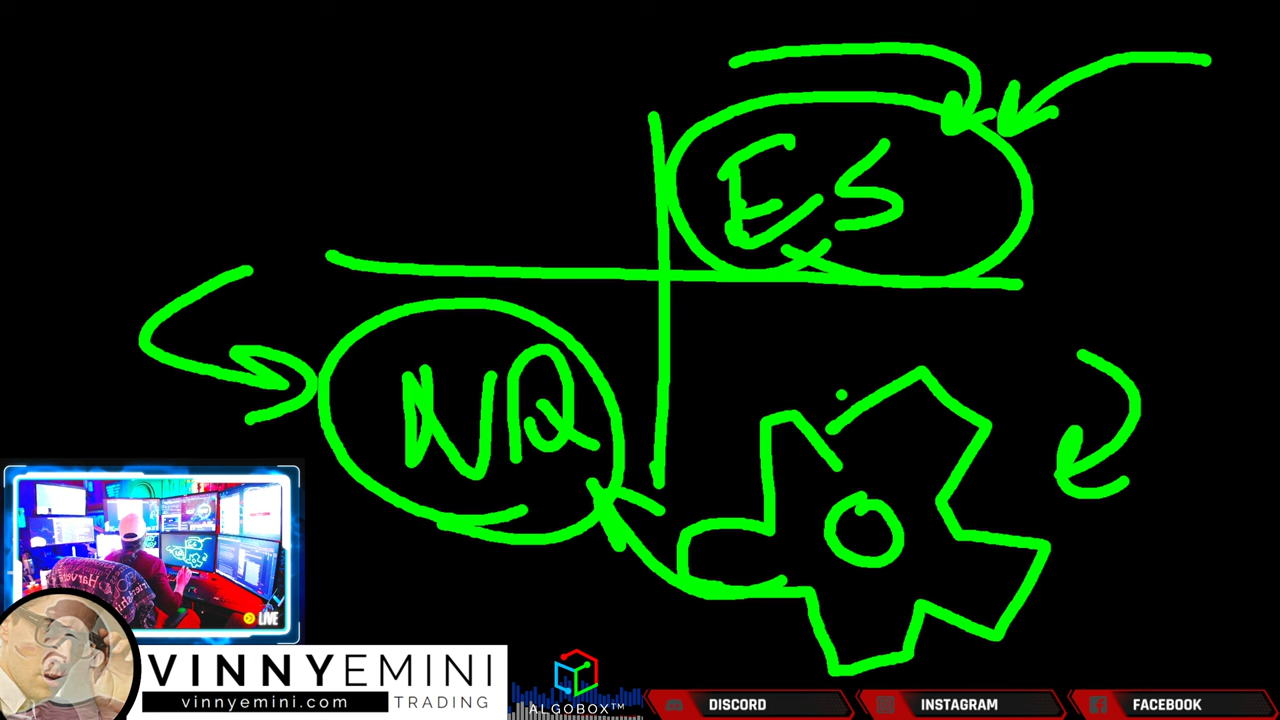 ES
NQ
LIVE
VINNYEMINI
vinnyemini.com TRADING
ALGOBOX™
DISCORD
INSTAGRAM
FACEBOOK